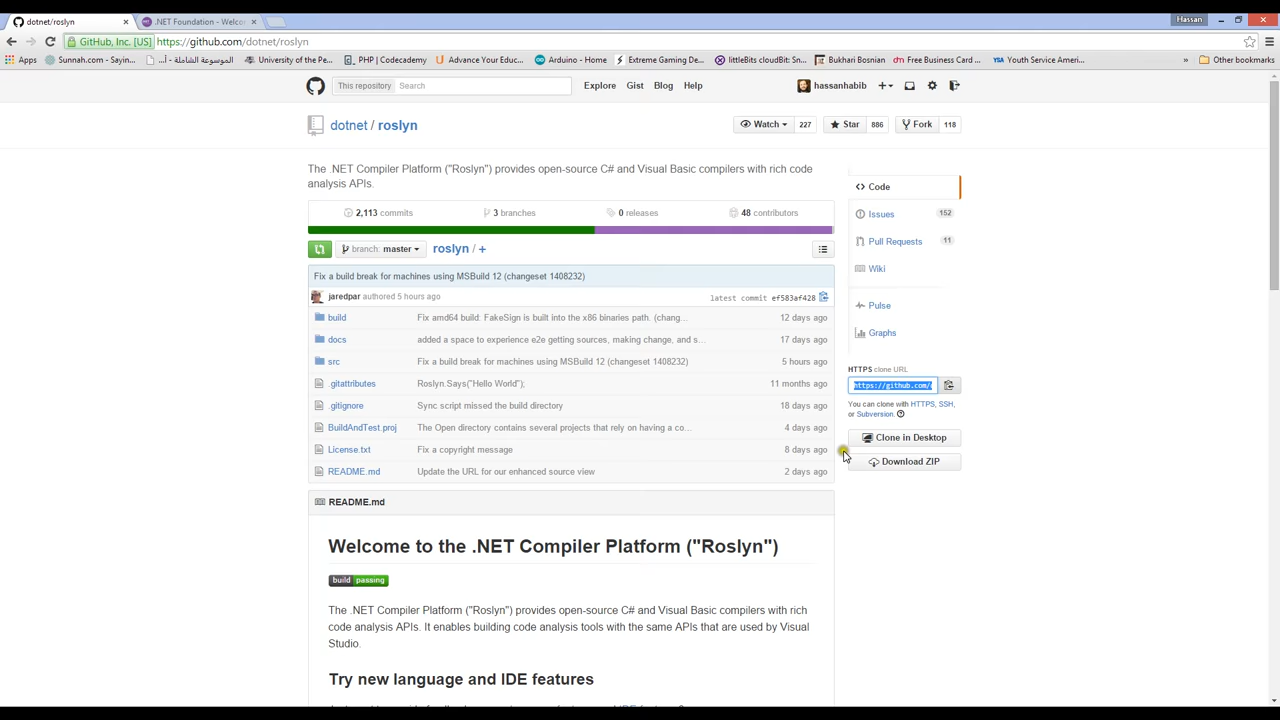 dotnet/roslyn
.NET Foundation - Welco
Hassan
GitHub, Inc. [US] https://github.com/dotnet/roslyn
Apps
Sunnah.com - Sayin...
الموسوعة الشاملة - أ...
University of the Pe...
PHP | Codecademy
Advance Your Educ...
Arduino - Home
Extreme Gaming De...
littleBits cloudBit: Sn...
Bukhari Bosnian
Free Business Card ...
Youth Service Ameri...
»
Other bookmarks
This repository Search
Explore
Gist
Blog
Help
hassanhabib
dotnet / roslyn
Watch 227
Star 886
Fork 118
The .NET Compiler Platform ("Roslyn") provides open-source C# and Visual Basic compilers with rich code
analysis APIs.
2,113 commits
3 branches
0 releases
48 contributors
branch: master
roslyn / +
Fix a build break for machines using MSBuild 12 (changeset 1408232)
jaredpar authored 5 hours ago
latest commit ef583af428
build Fix amd64 build: FakeSign is built into the x86 binaries path. (chang... 12 days ago
docs added a space to experience e2e getting sources, making change, and s... 17 days ago
src Fix a build break for machines using MSBuild 12 (changeset 1408232) 5 hours ago
.gitattributes Roslyn.Says("Hello World"); 11 months ago
.gitignore Sync script missed the build directory 18 days ago
BuildAndTest.proj The Open directory contains several projects that rely on having a co... 4 days ago
License.txt Fix a copyright message 8 days ago
README.md Update the URL for our enhanced source view 2 days ago
Code
Issues 152
Pull Requests 11
Wiki
Pulse
Graphs
HTTPS clone URL
https://github.com/
You can clone with HTTPS, SSH,
or Subversion.
Clone in Desktop
Download ZIP
README.md
Welcome to the .NET Compiler Platform ("Roslyn")
build passing
The .NET Compiler Platform ("Roslyn") provides open-source C# and Visual Basic compilers with rich
code analysis APIs. It enables building code analysis tools with the same APIs that are used by Visual
Studio.
Try new language and IDE features